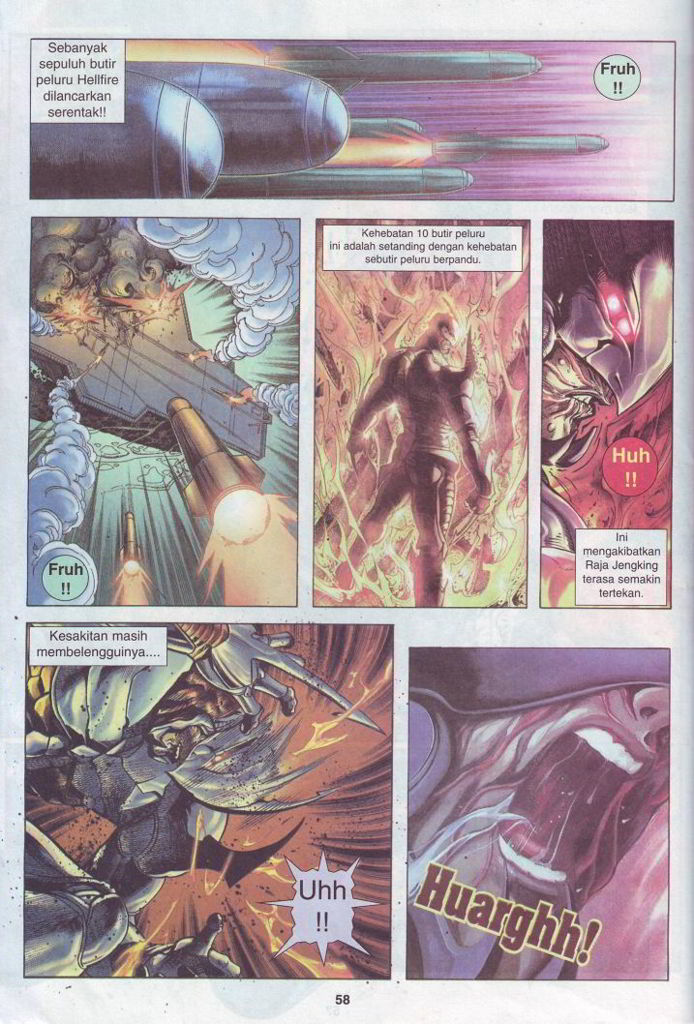 Sebanyak
sepuluh butir
peluru Hellfire
dilancarkan
serentak!!
Fruh
!!
Fruh
!!
Kehebatan 10 butir peluru
ini adalah setanding dengan kehebatan
sebutir peluru berpandu.
Huh
!!
Ini
mengakibatkan
Raja Jengking
terasa semakin
tertekan.
Kesakitan masih
membelengguinya....
Uhh
!!
Huarghh!
58